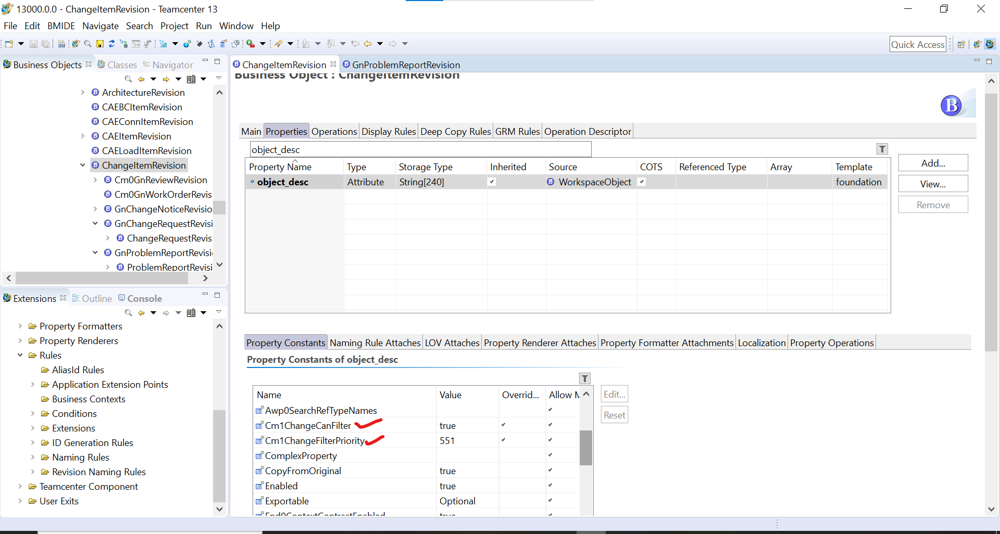 13000.0.0 - ChangeItemRevision - Teamcenter 13
File Edit BMIDE Navigate Search Project Run Window Help
Quick Access
Business Objects Classes Navigator
ArchitectureRevision
CAEBCItemRevision
CAEConnItemRevision
CAEItemRevision
CAELoadItemRevision
ChangeItemRevision
Cm0GnReviewRevision
Cm0GnWorkOrderRevis
GnChangeNoticeRevisio
GnChangeRequestRevisi
ChangeRequestRevis
GnProblemReportRevisi
ProblemReportRevisi
Extensions Outline Console
Property Formatters
Property Renderers
Rules
AliasId Rules
Application Extension Points
Business Contexts
Conditions
Extensions
ID Generation Rules
Naming Rules
Revision Naming Rules
Teamcenter Component
User Exits
ChangeItemRevision GnProblemReportRevision
Business Object : ChangeItemRevision
B
Main Properties Operations Display Rules Deep Copy Rules GRM Rules Operation Descriptor
object_desc
Property Name Type Storage Type Inherited Source COTS Referenced Type Array Template
object_desc Attribute String[240] WorkspaceObject foundation
Add...
View...
Remove
Property Constants Naming Rule Attaches LOV Attaches Property Renderer Attaches Property Formatter Attachments Localization Property Operations
Property Constants of object_desc
Name Value Overrid... Allow M
Awp0SearchRefTypeNames
Cm1ChangeCanFilter true
Cm1ChangeFilterPriority 551
ComplexProperty
CopyFromOriginal true
Enabled true
Exportable Optional
End0ContextContractEnabled true
Edit...
Reset